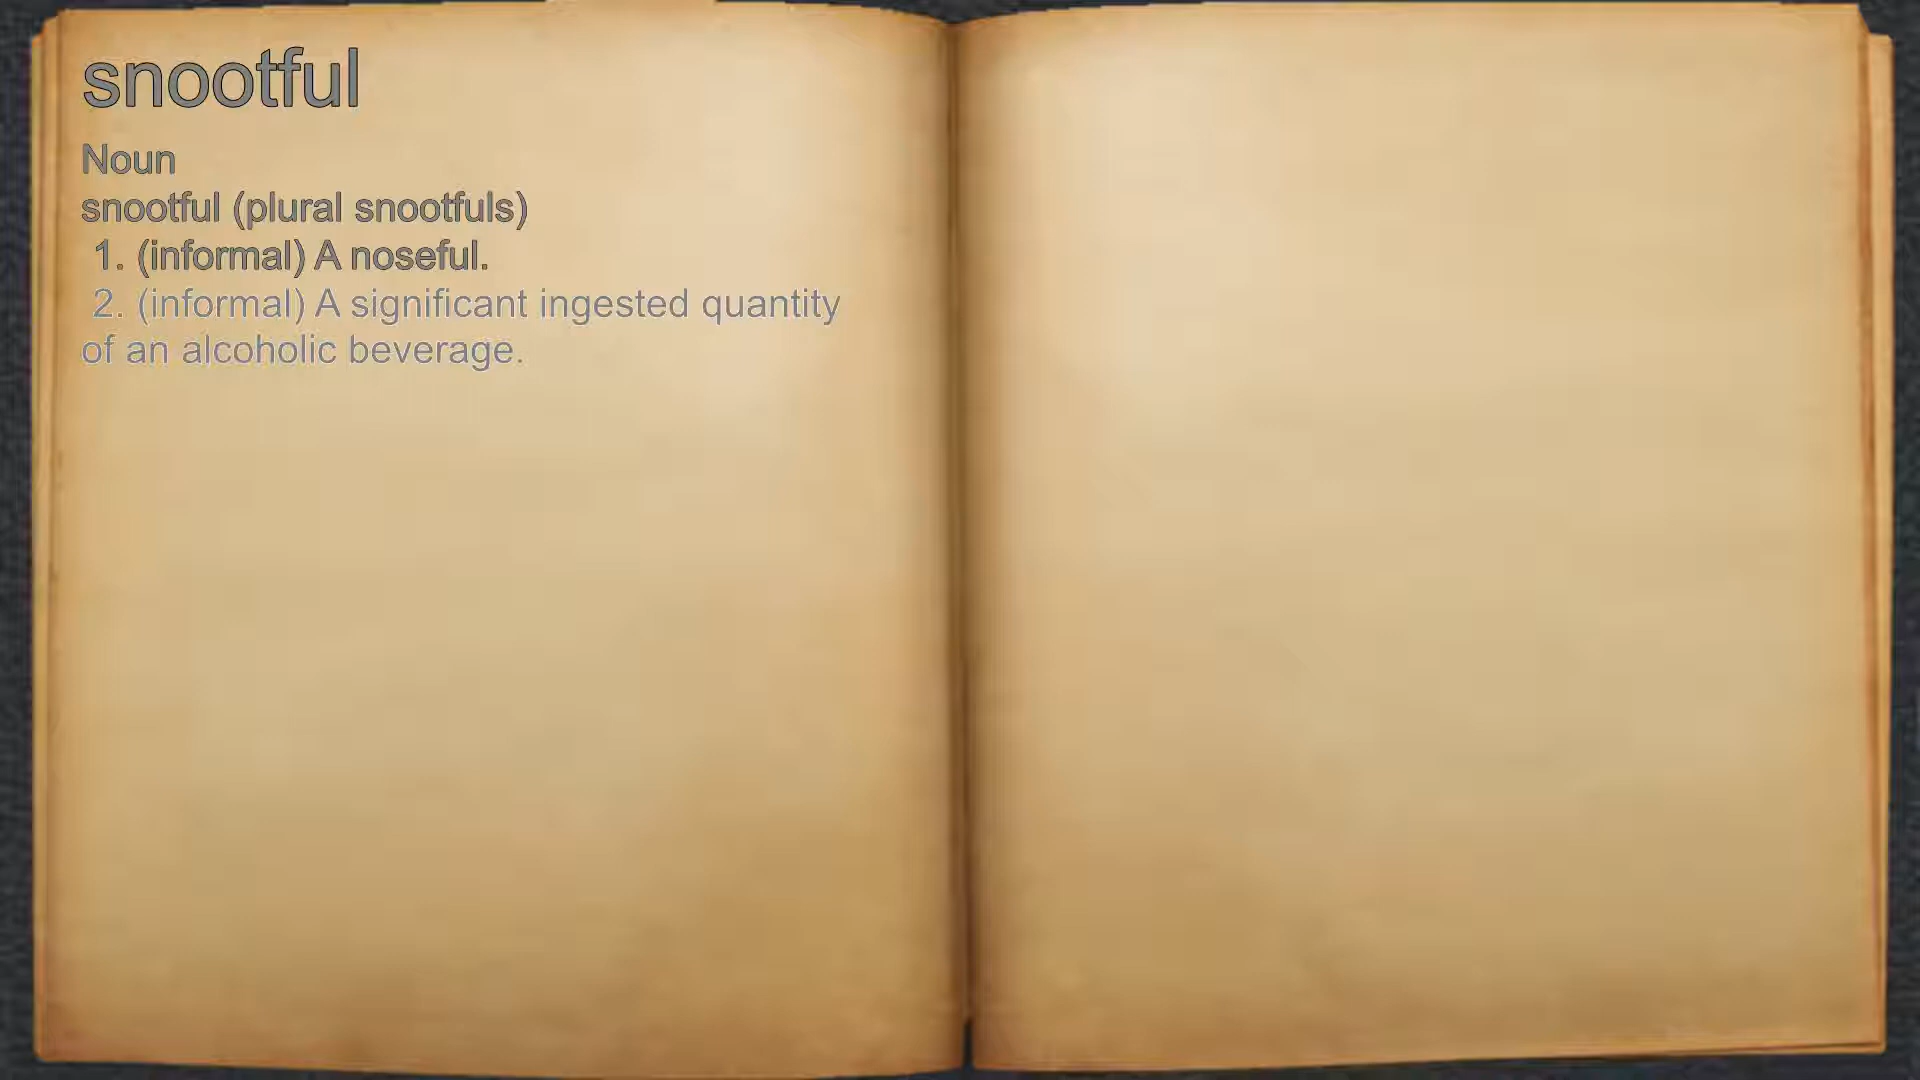 snootful
Noun
snootful (plural snootfuls)
1. (informal) A noseful.
2. (informal) A significant ingested quantity
of an alcoholic beverage.